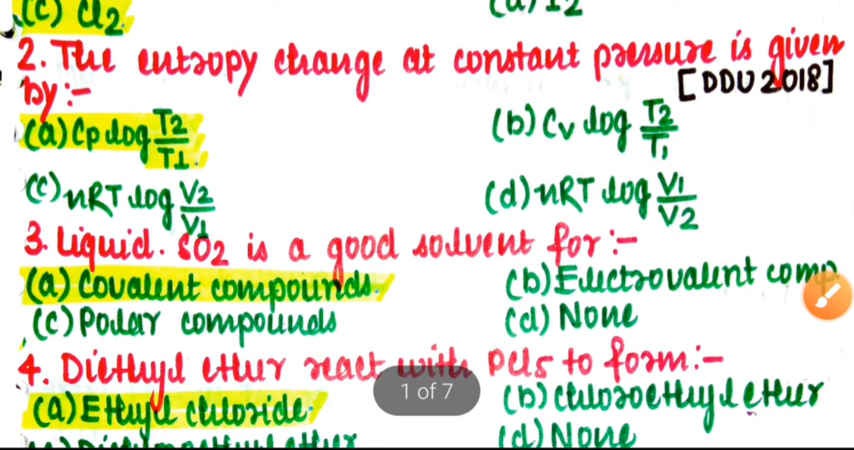 (c) Cl2
2. The entropy change at constant pressure is given
by:- [DDU 2018]
(a) Cp log T2/T1 (b) Cv log T2/T1
(c) nRT log V2/V1 (d) nRT log V1/V2
3. Liquid. SO2 is a good solvent for:-
(a) Covalent compounds. (b) Electrovalent comp
(c) Polar compounds (d) None
4. Diethyl ether react with PCl5 to form:-
1 of 7
(a) Ethyl chloride. (b) chloroethyl ether
(d) None